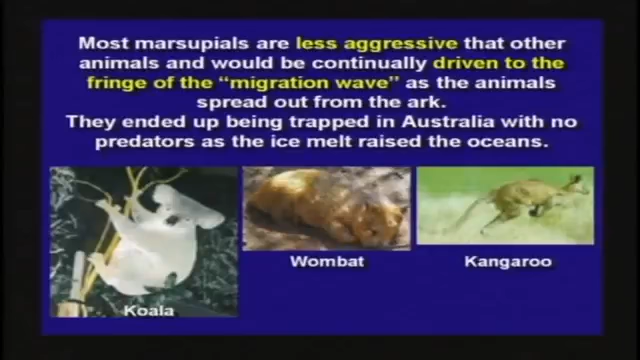 Most marsupials are less aggressive that other
animals and would be continually driven to the
fringe of the “migration wave” as the animals
spread out from the ark.
They ended up being trapped in Australia with no
predators as the ice melt raised the oceans.
Wombat
Kangaroo
Koala